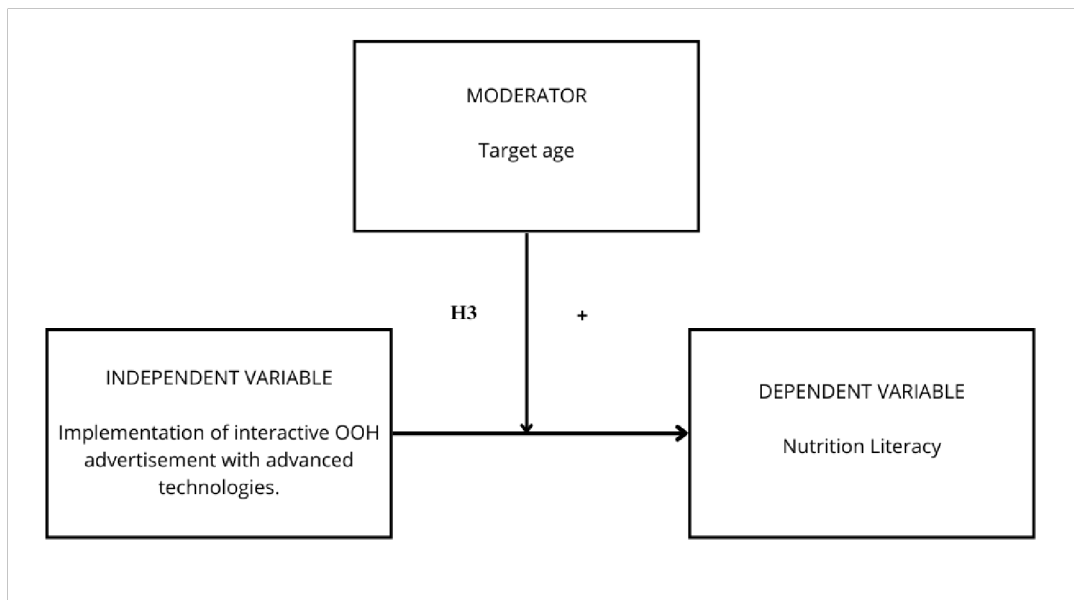 MODERATOR
Target age
H3
+
INDEPENDENT VARIABLE
Implementation of interactive OOH
advertisement with advanced
technologies.
DEPENDENT VARIABLE
Nutrition Literacy